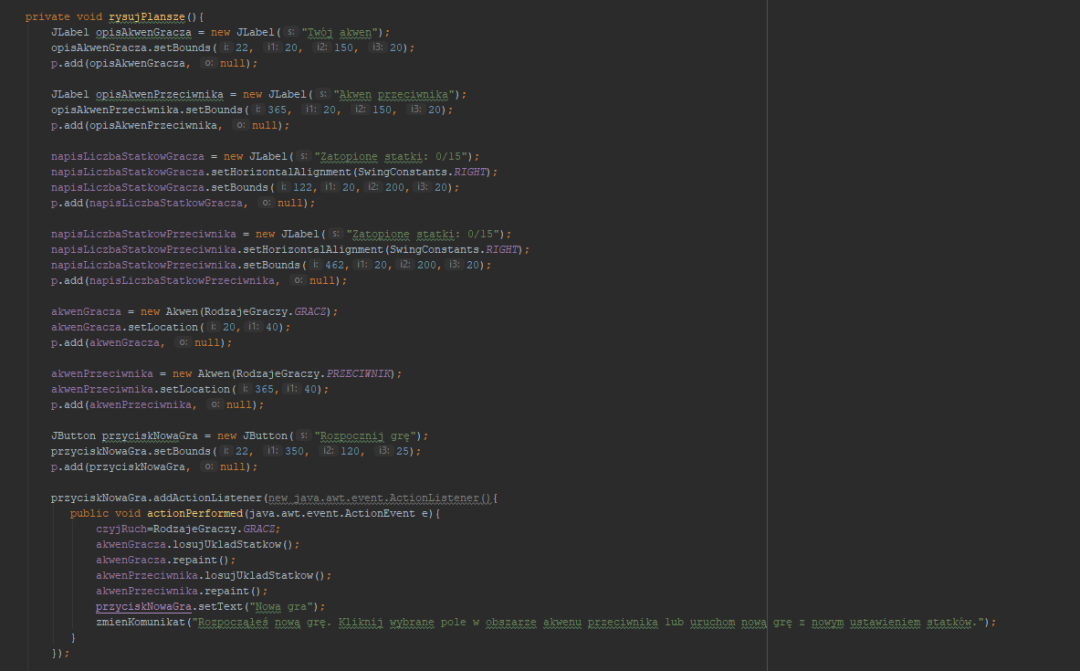 private void rysujPlansze(){
JLabel opisAkwenGracza = new JLabel( s: "Twój akwen");
opisAkwenGracza.setBounds( i: 22, i1: 20, i2: 150, i3: 20);
p.add(opisAkwenGracza, o: null);
JLabel opisAkwenPrzeciwnika = new JLabel( s: "Akwen przeciwnika");
opisAkwenPrzeciwnika.setBounds( i: 365, i1: 20, i2: 150, i3: 20);
p.add(opisAkwenPrzeciwnika, o: null);
napisLiczbaStatkowGracza = new JLabel( s: "Zatopione statki: 0/15");
napisLiczbaStatkowGracza.setHorizontalAlignment(SwingConstants.RIGHT);
napisLiczbaStatkowGracza.setBounds( i: 122, i1: 20, i2: 200, i3: 20);
p.add(napisLiczbaStatkowGracza, o: null);
napisLiczbaStatkowPrzeciwnika = new JLabel( s: "Zatopione statki: 0/15");
napisLiczbaStatkowPrzeciwnika.setHorizontalAlignment(SwingConstants.RIGHT);
napisLiczbaStatkowPrzeciwnika.setBounds( i: 462, i1: 20, i2: 200, i3: 20);
p.add(napisLiczbaStatkowPrzeciwnika, o: null);
akwenGracza = new Akwen(RodzajeGraczy.GRACZ);
akwenGracza.setLocation( i: 20, i1: 40);
p.add(akwenGracza, o: null);
akwenPrzeciwnika = new Akwen(RodzajeGraczy.PRZECIWNIK);
akwenPrzeciwnika.setLocation( i: 365, i1: 40);
p.add(akwenPrzeciwnika, o: null);
JButton przyciskNowaGra = new JButton( s: "Rozpocznij grę");
przyciskNowaGra.setBounds( i: 22, i1: 350, i2: 120, i3: 25);
p.add(przyciskNowaGra, o: null);
przyciskNowaGra.addActionListener(new java.awt.event.ActionListener(){
public void actionPerformed(java.awt.event.ActionEvent e){
czyjRuch=RodzajeGraczy.GRACZ;
akwenGracza.losujUkladStatkow();
akwenGracza.repaint();
akwenPrzeciwnika.losujUkladStatkow();
akwenPrzeciwnika.repaint();
przyciskNowaGra.setText("Nowa gra");
zmienKomunikat("Rozpocząłeś nową grę. Kliknij wybrane pole w obszarze akwenu przeciwnika lub uruchom nową grę z nowym ustawieniem statków.");
}
});